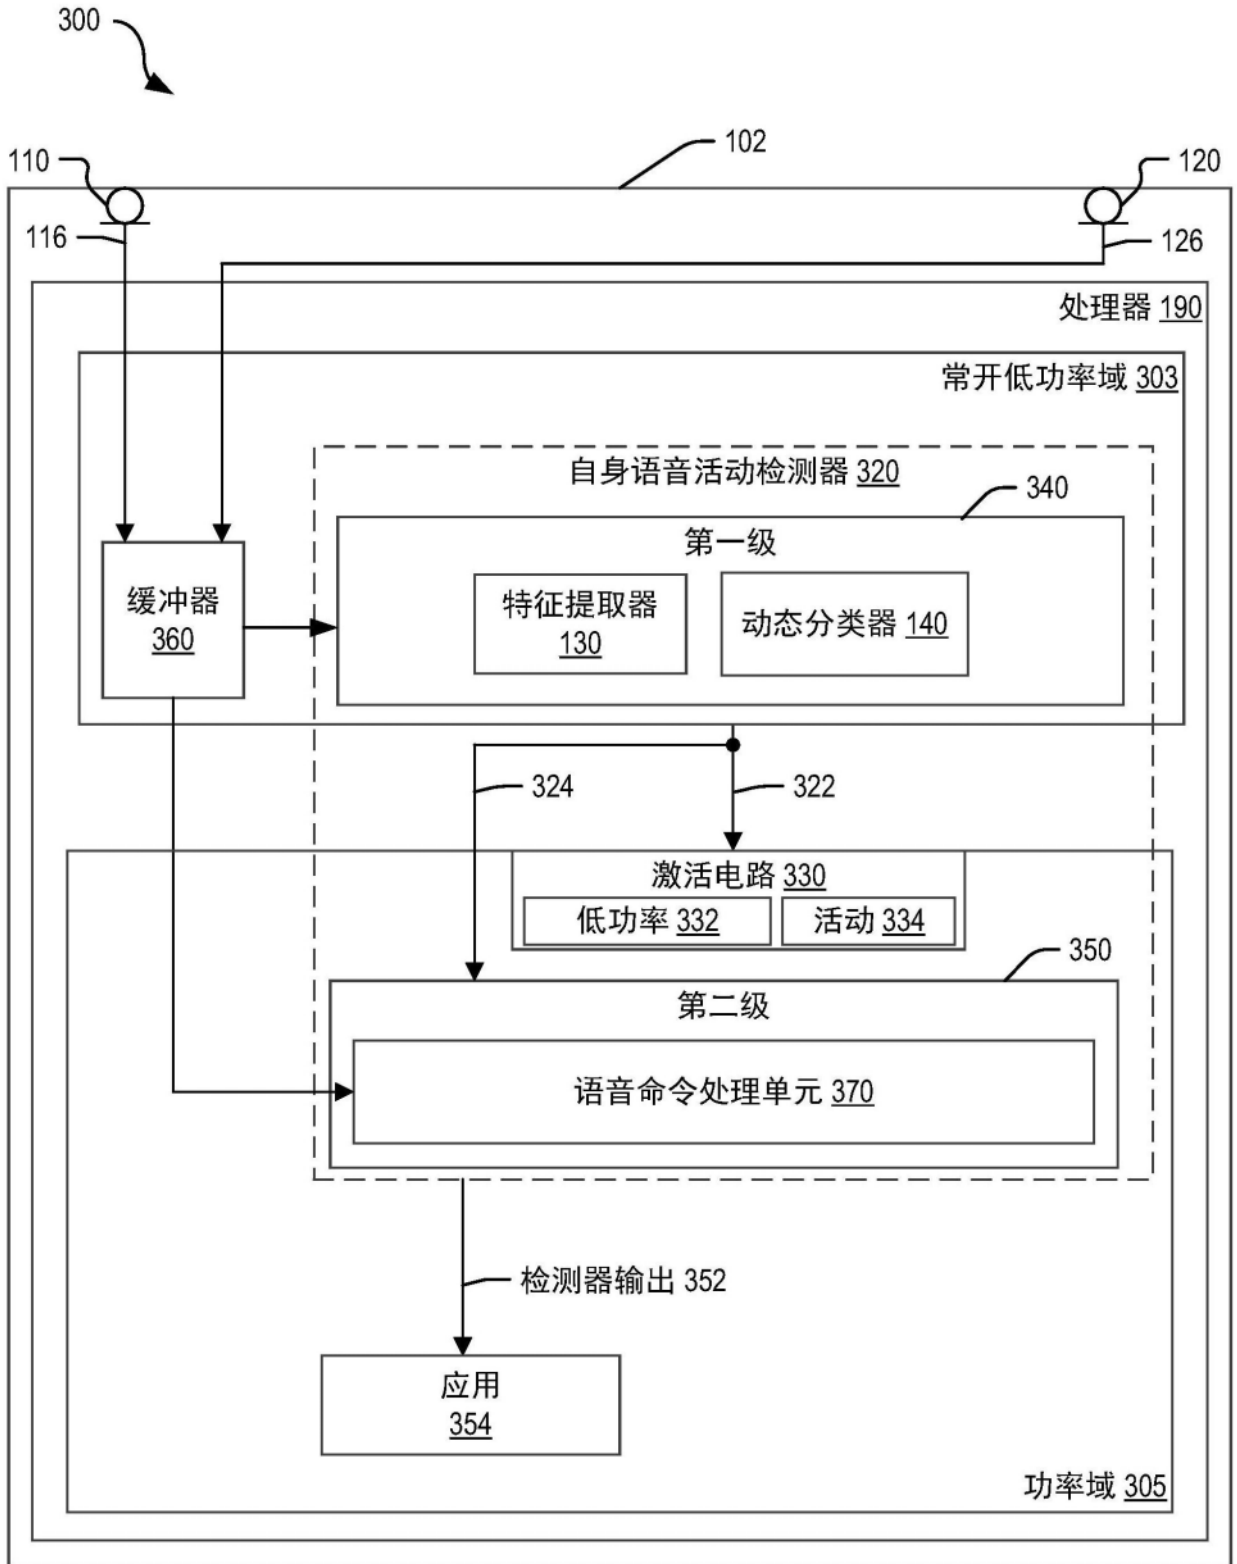 300
102
110
120
116
126
处理器 190
常开低功率域 303
自身语音活动检测器 320
340
第一级
缓冲器
360
特征提取器
130
动态分类器 140
324
322
激活电路 330
低功率 332
活动 334
350
第二级
语音命令处理单元 370
检测器输出 352
应用
354
功率域 305